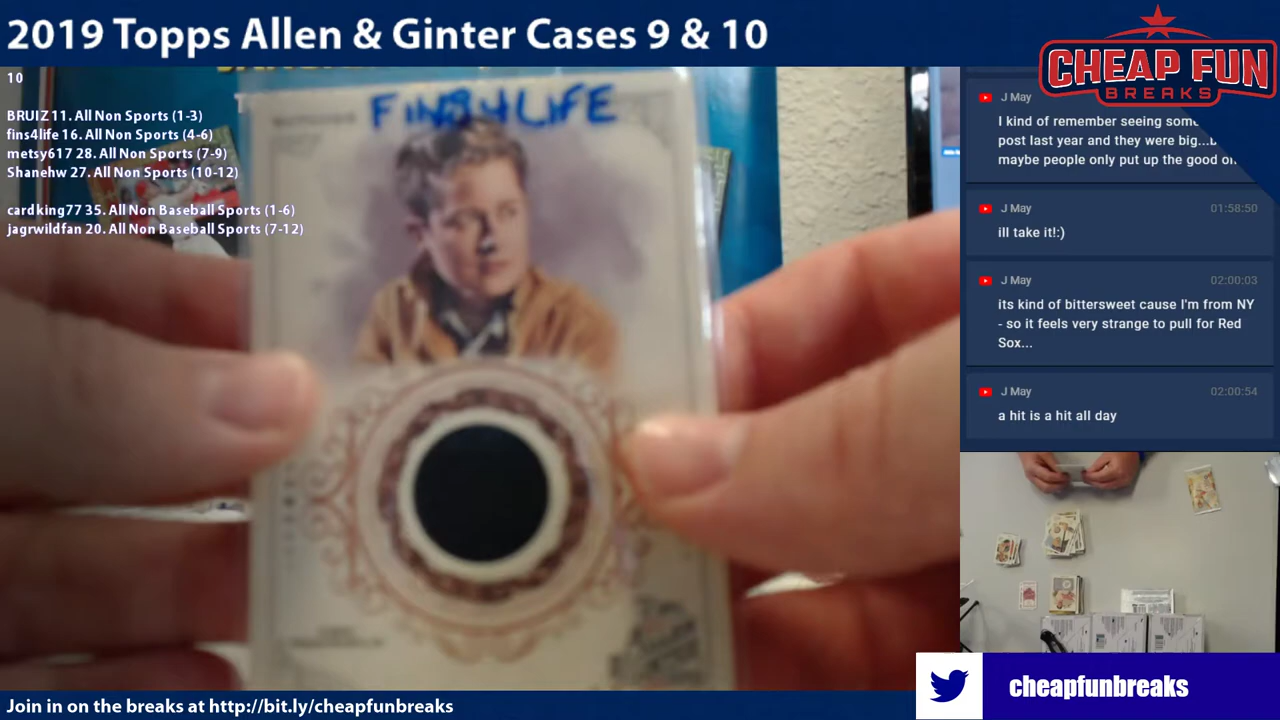 2019 Topps Allen & Ginter Cases 9 & 10
CHEAP FUN
BREAKS
10
BRUIZ 11. All Non Sports (1-3)
fins4life 16. All Non Sports (4-6)
metsy617 28. All Non Sports (7-9)
Shanehw 27. All Non Sports (10-12)
cardking77 35. All Non Baseball Sports (1-6)
jagrwildfan 20. All Non Baseball Sports (7-12)
FINS4LIFE
J May
I kind of remember seeing
post last year and they were big...
maybe people only put up the good
J May 01:58:50
ill take it!:)
J May 02:00:03
its kind of bittersweet cause I'm from NY
- so it feels very strange to pull for Red
Sox...
J May 02:00:54
a hit is a hit all day
cheapfunbreaks
Join in on the breaks at http://bit.ly/cheapfunbreaks